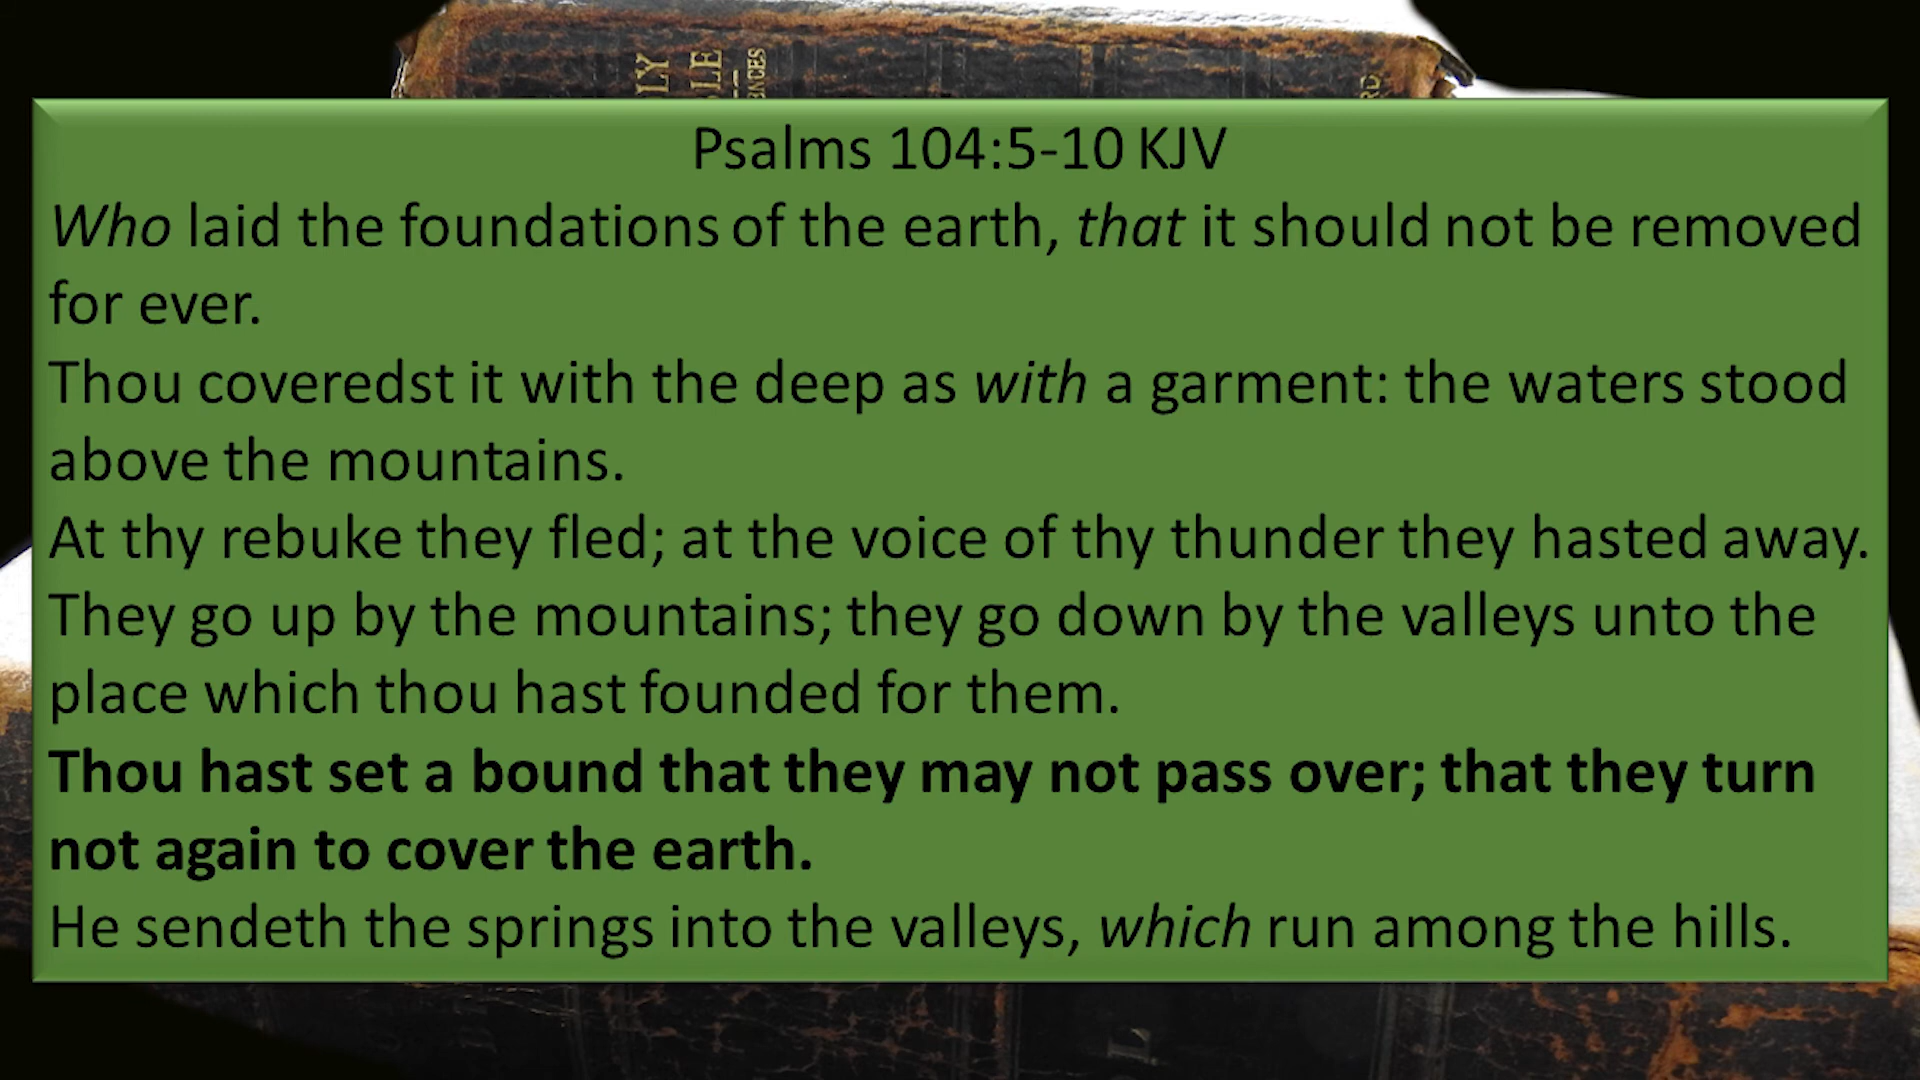 LY
LE
ENCES
RD
Psalms 104:5-10 KJV
Who laid the foundations of the earth, that it should not be removed
for ever.
Thou coveredst it with the deep as with a garment: the waters stood
above the mountains.
At thy rebuke they fled; at the voice of thy thunder they hasted away.
They go up by the mountains; they go down by the valleys unto the
place which thou hast founded for them.
Thou hast set a bound that they may not pass over; that they turn
not again to cover the earth.
He sendeth the springs into the valleys, which run among the hills.